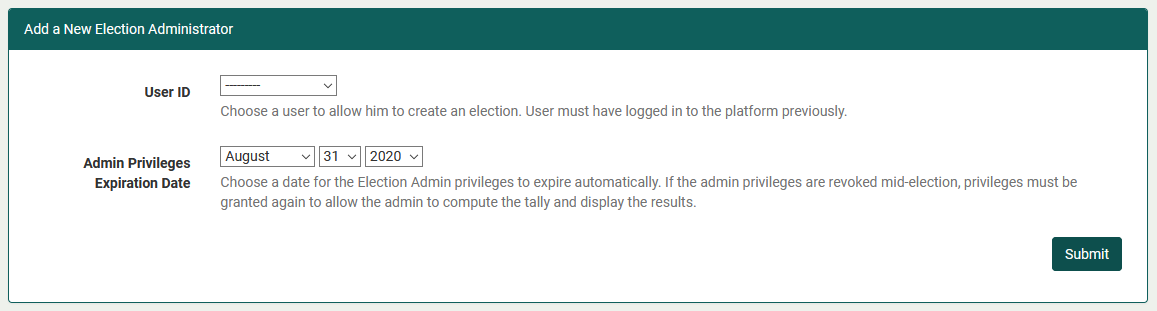 Add a New Election Administrator
User ID
---------
Choose a user to allow him to create an election. User must have logged in to the platform previously.
Admin Privileges
Expiration Date
August 31 2020
Choose a date for the Election Admin privileges to expire automatically. If the admin privileges are revoked mid-election, privileges must be
granted again to allow the admin to compute the tally and display the results.
Submit